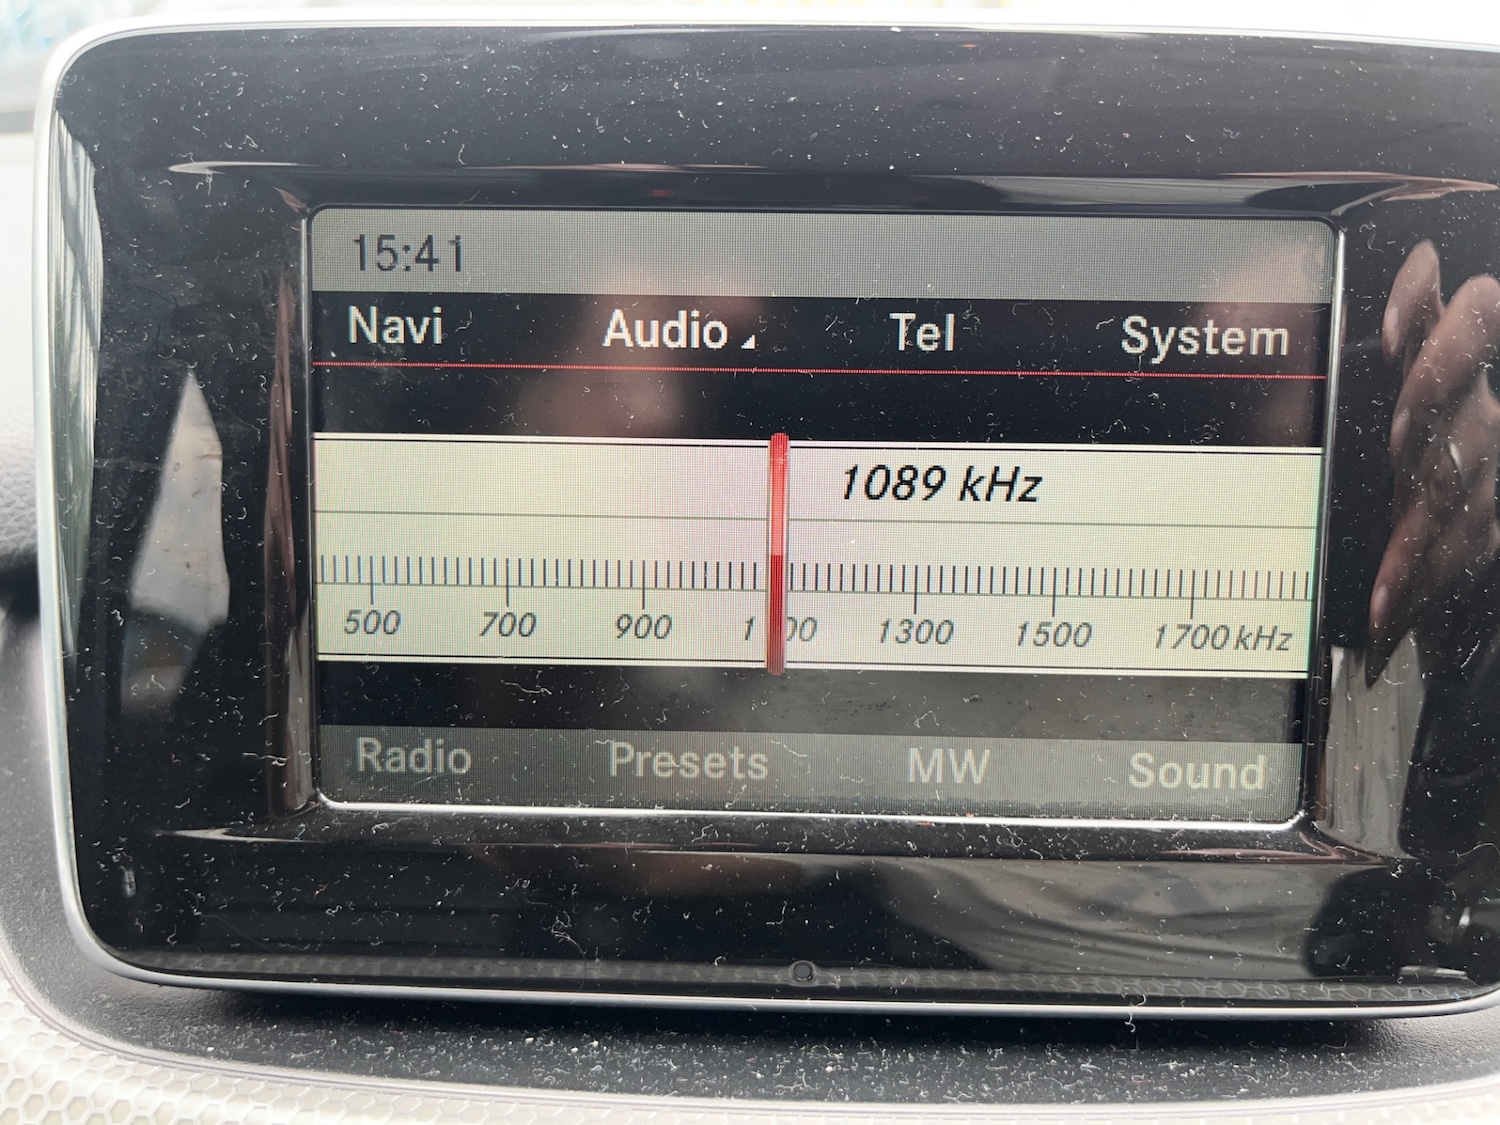 15:41
Navi Audio Tel System
1089 kHz
500 700 900 1100 1300 1500 1700 kHz
Radio Presets MW Sound